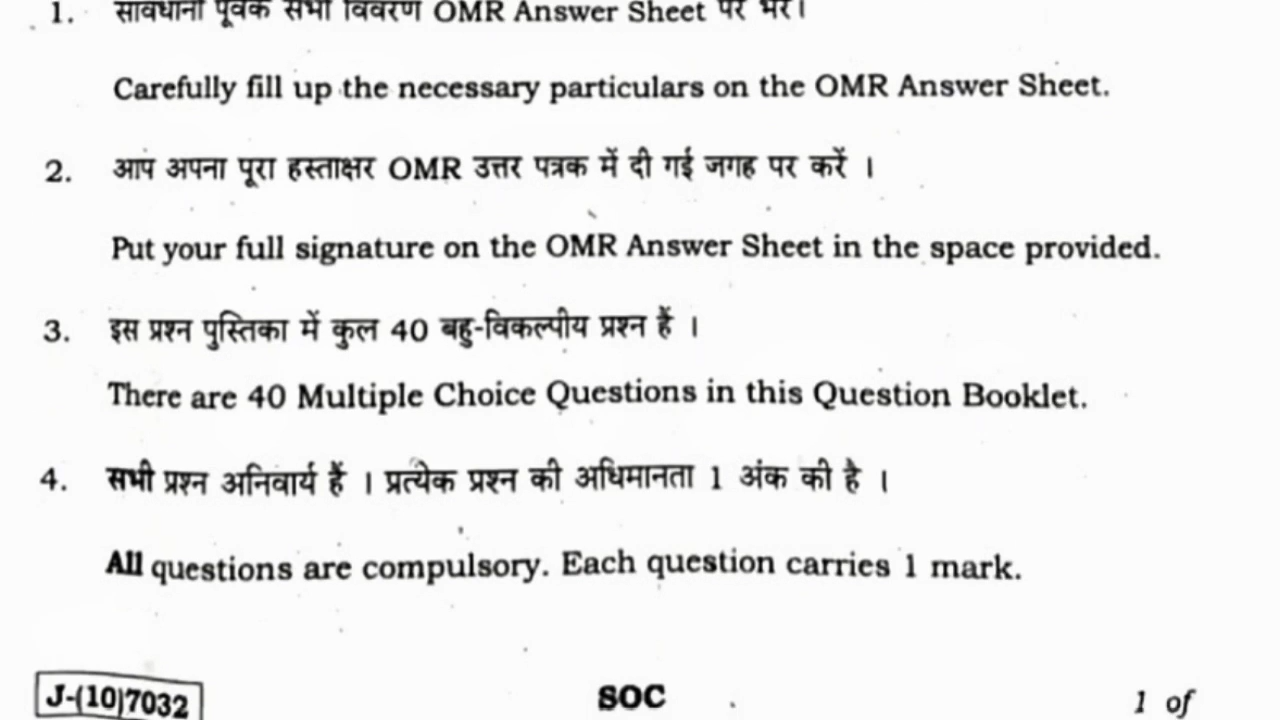 1. सावधानी पूर्वक सभी विवरण OMR Answer Sheet पर भरें।
Carefully fill up the necessary particulars on the OMR Answer Sheet.
2. आप अपना पूरा हस्ताक्षर OMR उत्तर पत्रक में दी गई जगह पर करें ।
Put your full signature on the OMR Answer Sheet in the space provided.
3. इस प्रश्न पुस्तिका में कुल 40 बहु-विकल्पीय प्रश्न हैं ।
There are 40 Multiple Choice Questions in this Question Booklet.
4. सभी प्रश्न अनिवार्य हैं । प्रत्येक प्रश्न की अधिमानता 1 अंक की है ।
All questions are compulsory. Each question carries 1 mark.
J-(10)7032 SOC 1 of